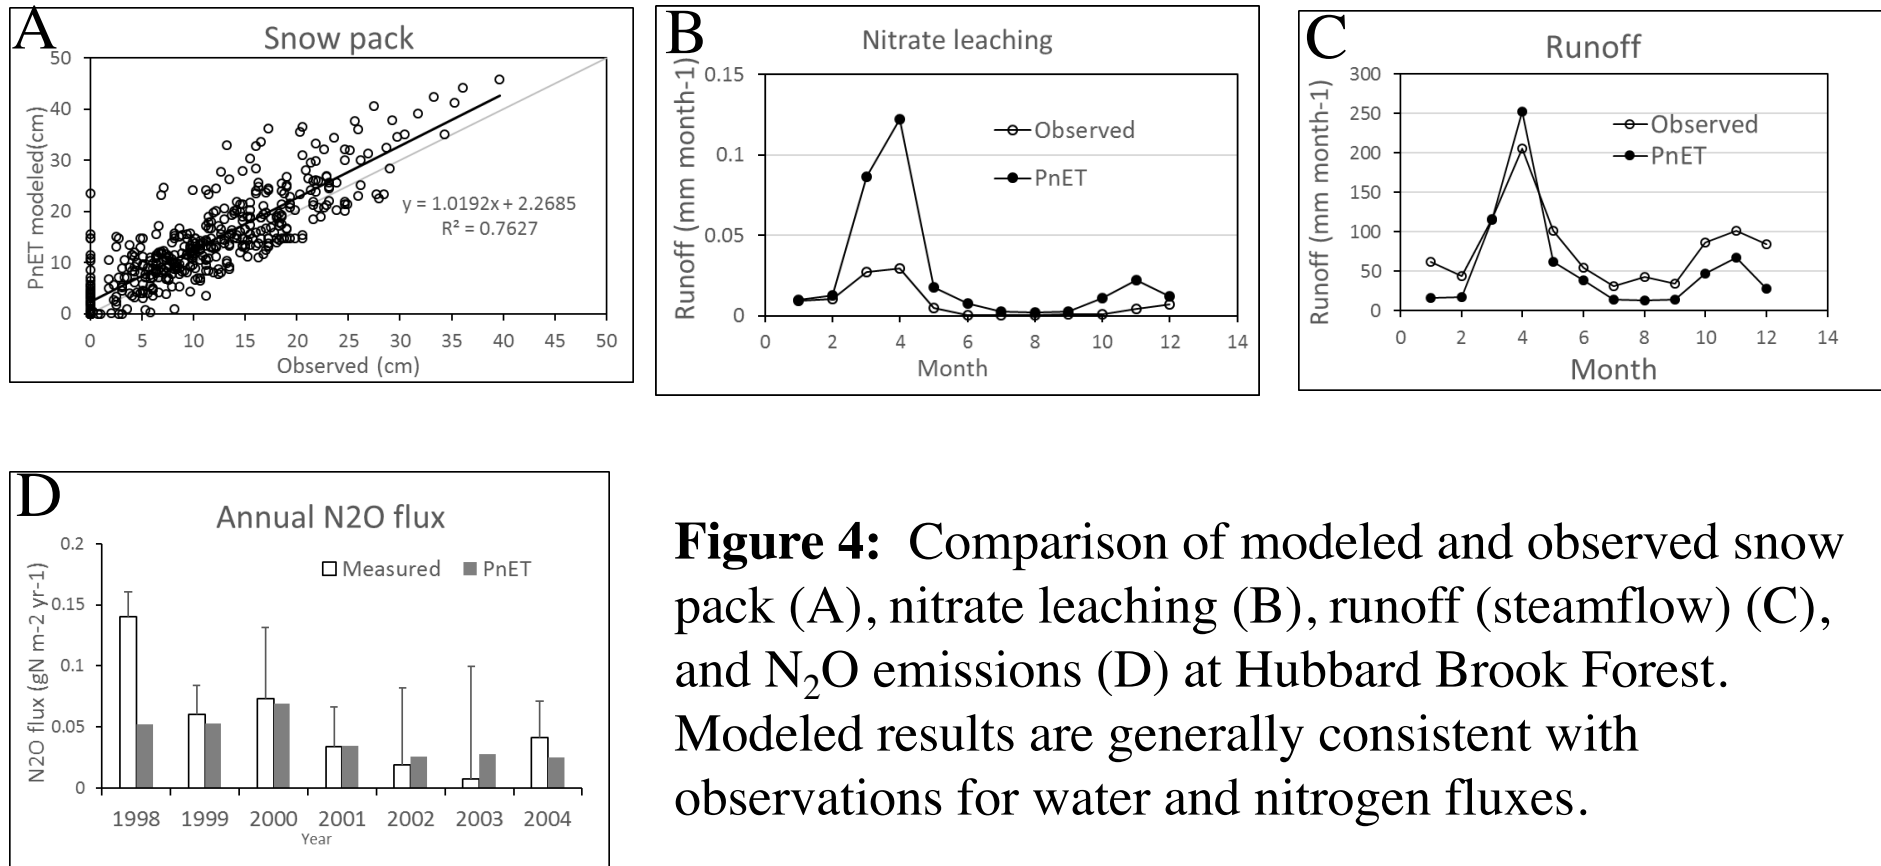 A
Snow pack
PnET modeled(cm)
50
40
30
20
10
0
y = 1.0192x + 2.2685
R² = 0.7627
0 5 10 15 20 25 30 35 40 45 50
Observed (cm)
B
Nitrate leaching
Runoff (mm month-1)
0.15
0.1
0.05
0
Observed
PnET
0 2 4 6 8 10 12 14
Month
C
Runoff
Runoff (mm month-1)
300
250
200
150
100
50
0
Observed
PnET
0 2 4 6 8 10 12 14
Month
D
Annual N2O flux
N2O flux (gN m-2 yr-1)
0.2
0.15
0.1
0.05
0
Measured PnET
1998 1999 2000 2001 2002 2003 2004
Year
Figure 4: Comparison of modeled and observed snow
pack (A), nitrate leaching (B), runoff (steamflow) (C),
and N₂O emissions (D) at Hubbard Brook Forest.
Modeled results are generally consistent with
observations for water and nitrogen fluxes.